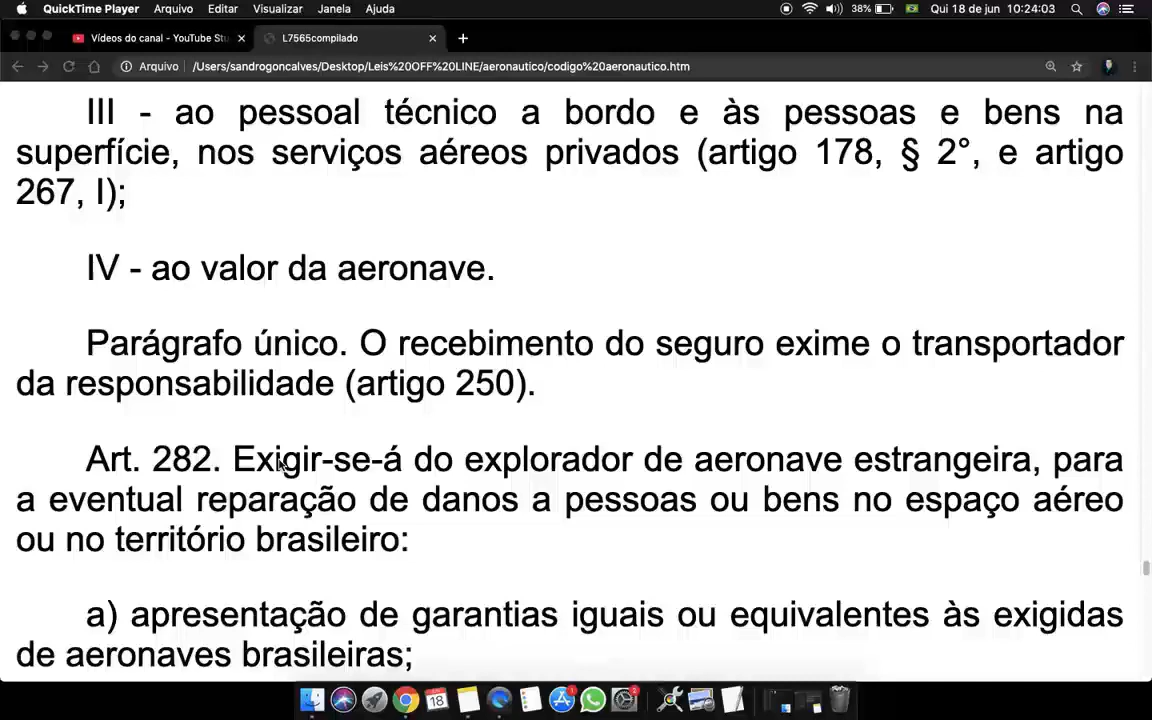 QuickTime Player Arquivo Editar Visualizar Janela Ajuda 38% Qui 18 de jun 10:24:03
Vídeos do canal - YouTube Stu L7565compilado
Arquivo /Users/sandrogoncalves/Desktop/Leis%20OFF%20LINE/aeronautico/codigo%20aeronautico.htm
III - ao pessoal técnico a bordo e às pessoas e bens na
superfície, nos serviços aéreos privados (artigo 178, § 2°, e artigo
267, I);
IV - ao valor da aeronave.
Parágrafo único. O recebimento do seguro exime o transportador
da responsabilidade (artigo 250).
Art. 282. Exigir-se-á do explorador de aeronave estrangeira, para
a eventual reparação de danos a pessoas ou bens no espaço aéreo
ou no território brasileiro:
a) apresentação de garantias iguais ou equivalentes às exigidas
de aeronaves brasileiras;
18